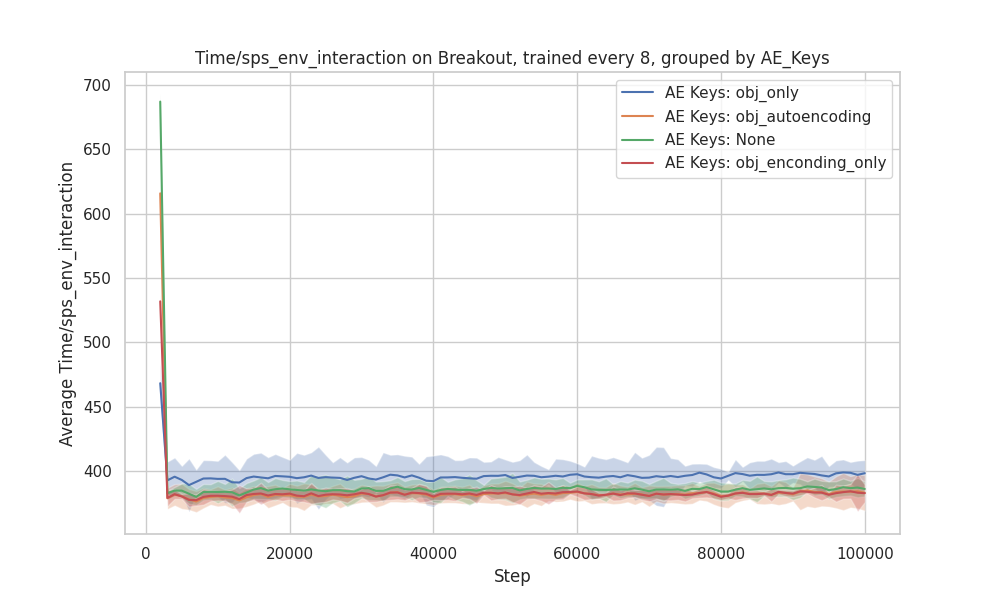 Time/sps_env_interaction on Breakout, trained every 8, grouped by AE_Keys
AE Keys: obj_only
AE Keys: obj_autoencoding
AE Keys: None
AE Keys: obj_enconding_only
Average Time/sps_env_interaction
700
650
600
550
500
450
400
0
20000
40000
60000
80000
100000
Step